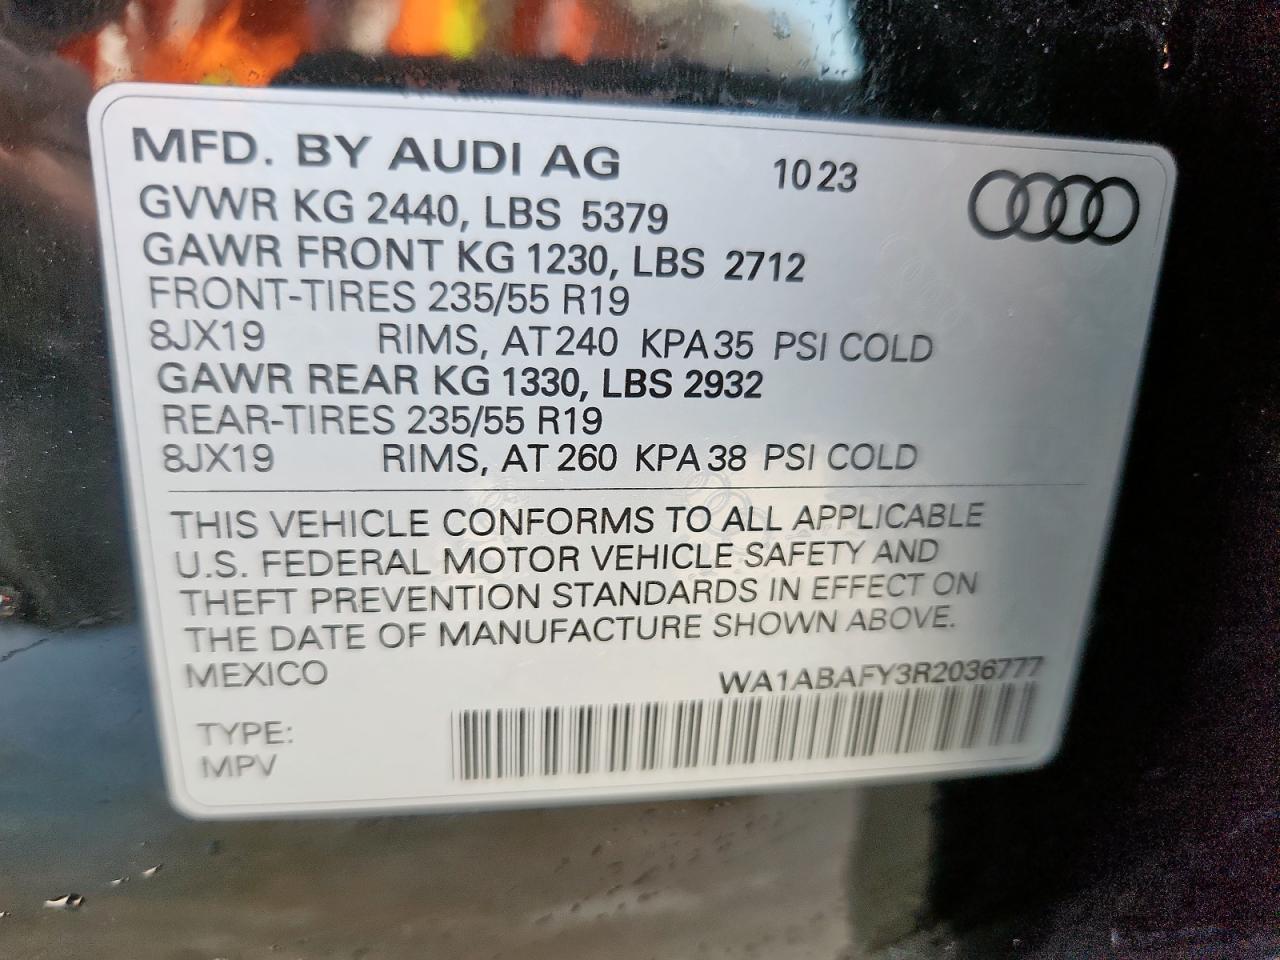 MFD. BY AUDI AG 10 23
GVWR KG 2440, LBS 5379
GAWR FRONT KG 1230, LBS 2712
FRONT-TIRES 235/55 R19
8JX19 RIMS, AT 240 KPA 35 PSI COLD
GAWR REAR KG 1330, LBS 2932
REAR-TIRES 235/55 R19
8JX19 RIMS, AT 260 KPA 38 PSI COLD
THIS VEHICLE CONFORMS TO ALL APPLICABLE
U.S. FEDERAL MOTOR VEHICLE SAFETY AND
THEFT PREVENTION STANDARDS IN EFFECT ON
THE DATE OF MANUFACTURE SHOWN ABOVE.
MEXICO WA1ABAFY3R2036777
TYPE:
MPV